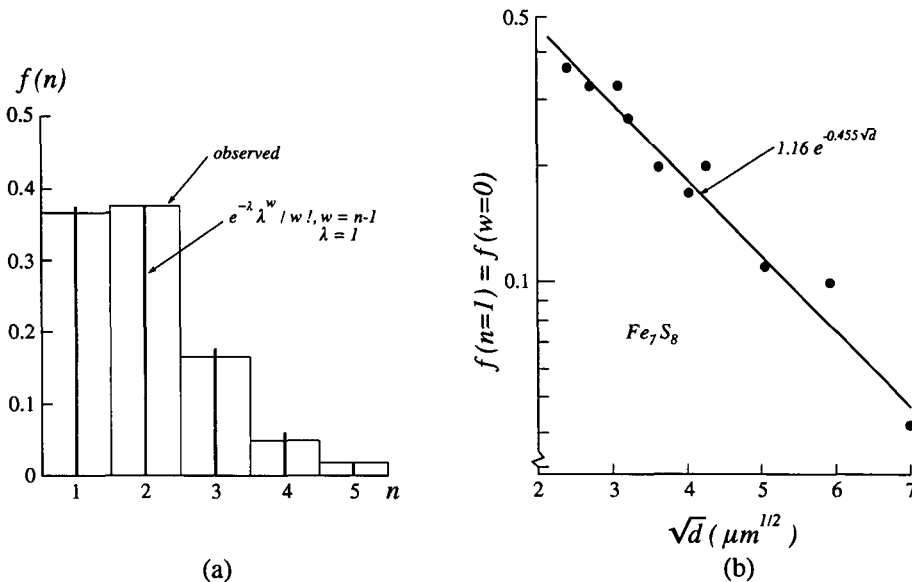 f(n)
0.5
0.4
0.3
0.2
0.1
0
observed
e^{-λ} λ^w / w !, w = n-1
λ = 1
1
2
3
4
5
n
(a)
f(n=1) = f(w=0)
0.5
0.1
1.16 e^{-0.455√d}
Fe₇S₈
2
3
4
5
6
7
√d (μm^{1/2})
(b)